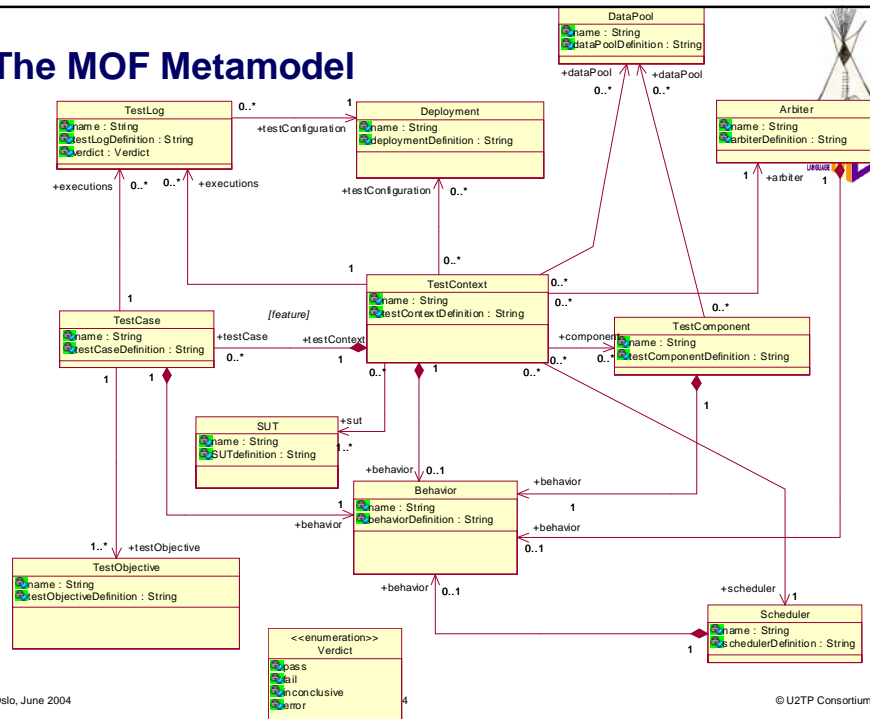 The MOF Metamodel
DataPool
name : String
dataPoolDefinition : String
+dataPool
0..*
+dataPool
0..*
TestLog
name : String
testLogDefinition : String
verdict : Verdict
0..*
1
+testConfiguration
Deployment
name : String
deploymentDefinition : String
Arbiter
name : String
arbiterDefinition : String
LANGUAGE
+executions
0..*
0..*
+executions
+testConfiguration
0..*
1
+arbiter
1
0..*
1
1
TestContext
name : String
testContextDefinition : String
0..*
0..*
[feature]
TestCase
name : String
testCaseDefinition : String
+testCase
0..*
+testContext
1
+component
0..*
0..*
0..*
TestComponent
name : String
testComponentDefinition : String
1
1
0..*
1
0..*
1
SUT
name : String
SUTdefinition : String
+sut
1..*
+behavior
0..1
Behavior
name : String
behaviorDefinition : String
+behavior
1
+behavior
0..1
1
+behavior
1..*
+testObjective
TestObjective
name : String
testObjectiveDefinition : String
+behavior
0..1
+scheduler
1
Scheduler
name : String
schedulerDefinition : String
1
<<enumeration>>
Verdict
pass
fail
inconclusive
error
Oslo, June 2004
4
© U2TP Consortium